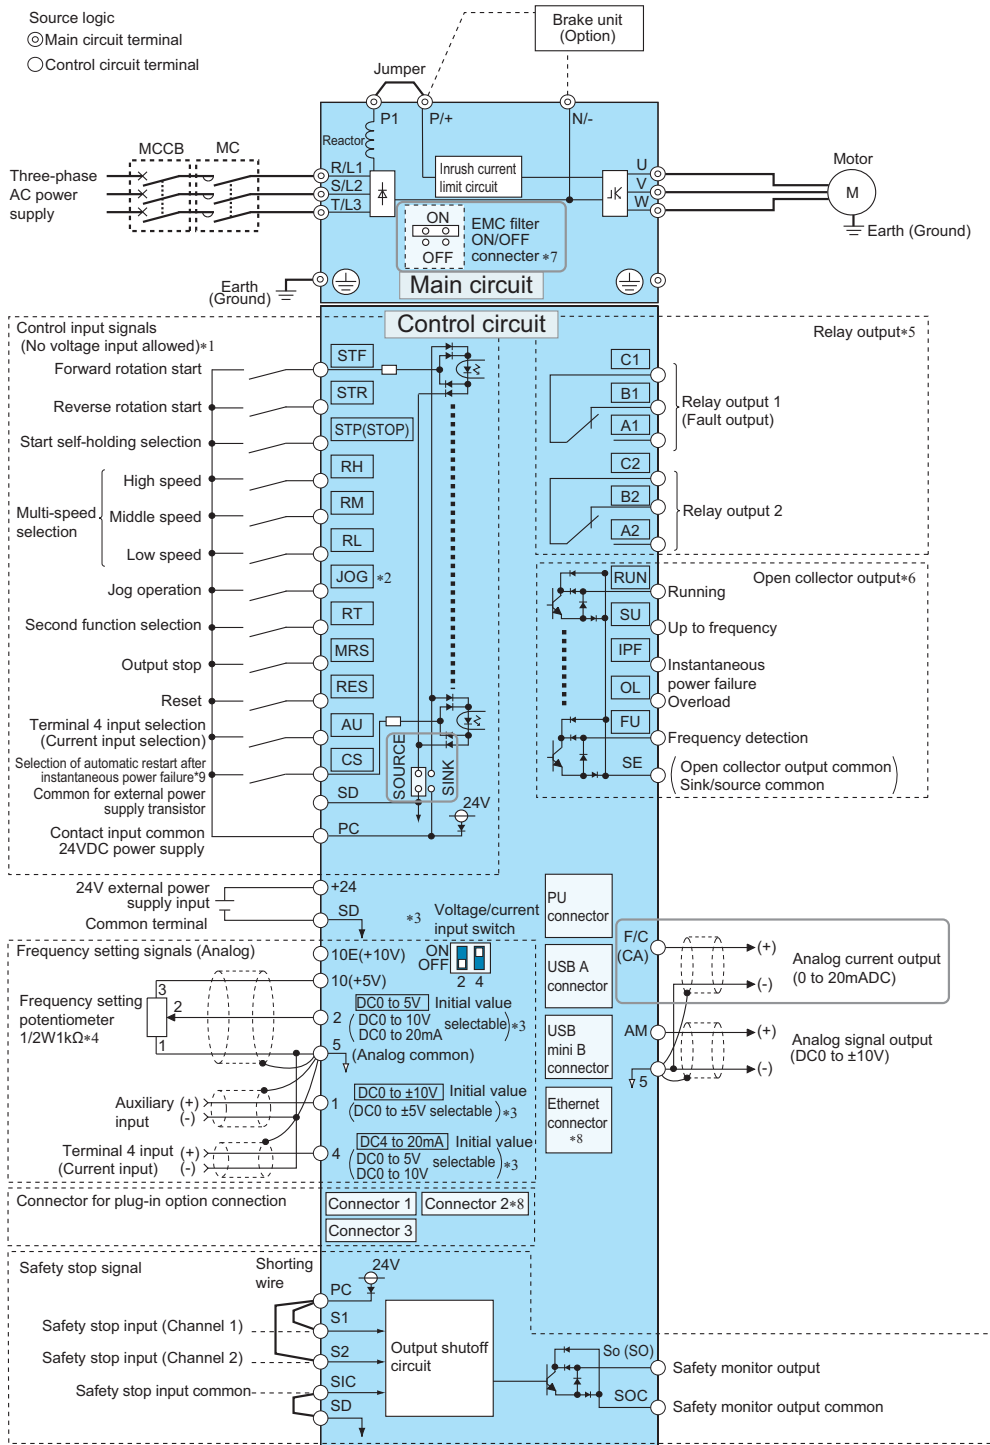 Source logic
Main circuit terminal
Control circuit terminal
Brake unit
(Option)
Jumper
P1
P/+
N/-
Reactor
MCCB
MC
Three-phase
AC power
supply
R/L1
S/L2
T/L3
Inrush current
limit circuit
U
V
W
Motor
M
Earth (Ground)
ON
OFF
EMC filter
ON/OFF
connecter *7
Main circuit
Earth
(Ground)
Control circuit
Control input signals
(No voltage input allowed)*1
Forward rotation start
STF
Reverse rotation start
STR
Start self-holding selection
STP(STOP)
Multi-speed
selection
High speed
RH
Middle speed
RM
Low speed
RL
Jog operation
JOG *2
Second function selection
RT
Output stop
MRS
Reset
RES
Terminal 4 input selection
(Current input selection)
AU
Selection of automatic restart after
instantaneous power failure*9
CS
Common for external power
supply transistor
SD
Contact input common
24VDC power supply
PC
SOURCE
SINK
24V
Relay output*5
C1
B1
A1
Relay output 1
(Fault output)
C2
B2
A2
Relay output 2
Open collector output*6
RUN
Running
SU
Up to frequency
IPF
Instantaneous
power failure
OL
Overload
FU
Frequency detection
SE
(Open collector output common
Sink/source common)
24V external power
supply input
+24
Common terminal
SD
*3 Voltage/current
input switch
ON
OFF
2 4
Frequency setting signals (Analog)
10E(+10V)
10(+5V)
Frequency setting
potentiometer
1/2W1kΩ*4
3
2
1
2
DC0 to 5V Initial value
(DC0 to 10V
DC0 to 20mA selectable)*3
5
(Analog common)
Auxiliary (+)
input (-)
1
DC0 to ±10V Initial value
(DC0 to ±5V selectable)*3
Terminal 4 input (+)
(Current input) (-)
4
DC4 to 20mA Initial value
(DC0 to 5V
DC0 to 10V selectable)*3
PU
connector
USB A
connector
USB
mini B
connector
Ethernet
connector
*8
F/C
(CA)
(+)
(-)
Analog current output
(0 to 20mADC)
AM
(+)
(-)
5
Analog signal output
(DC0 to ±10V)
Connector for plug-in option connection
Connector 1
Connector 2*8
Connector 3
Safety stop signal
Shorting
wire
24V
PC
Safety stop input (Channel 1)
S1
Safety stop input (Channel 2)
S2
Safety stop input common
SIC
SD
Output shutoff
circuit
So (SO)
Safety monitor output
SOC
Safety monitor output common